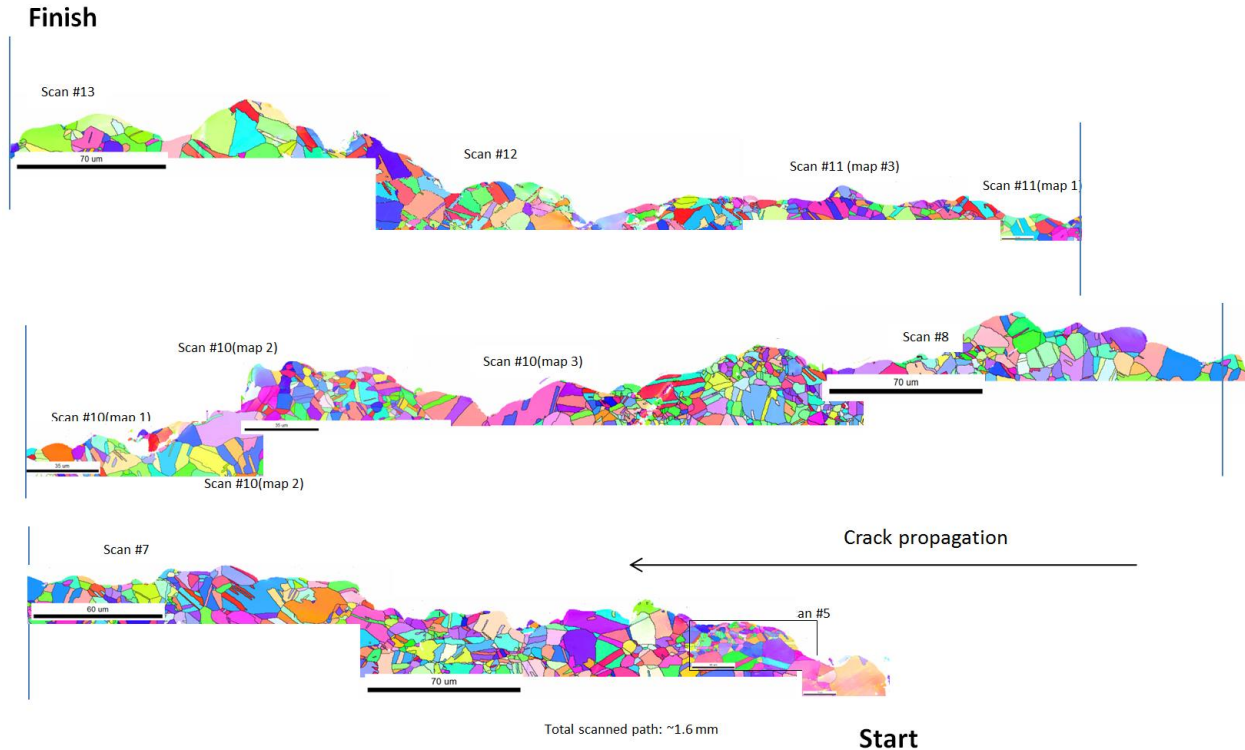 Finish
Scan #13
70 um
Scan #12
Scan #11 (map #3)
Scan #11(map 1)
Scan #10(map 2)
Scan #10(map 3)
Scan #8
70 um
Scan #10(map 1)
35 um
Scan #10(map 2)
Crack propagation
Scan #7
60 um
an #5
70 um
Total scanned path: ~1.6 mm
Start